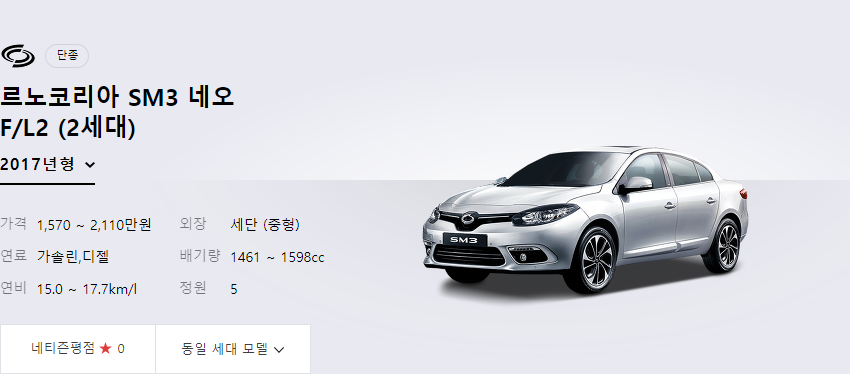 단종
르노코리아 SM3 네오
F/L2 (2세대)
2017년형
가격 1,570 ~ 2,110만원 외장 세단 (중형)
연료 가솔린,디젤 배기량 1461 ~ 1598cc
연비 15.0 ~ 17.7km/l 정원 5
네티즌평점 ★ 0 동일 세대 모델
SM3